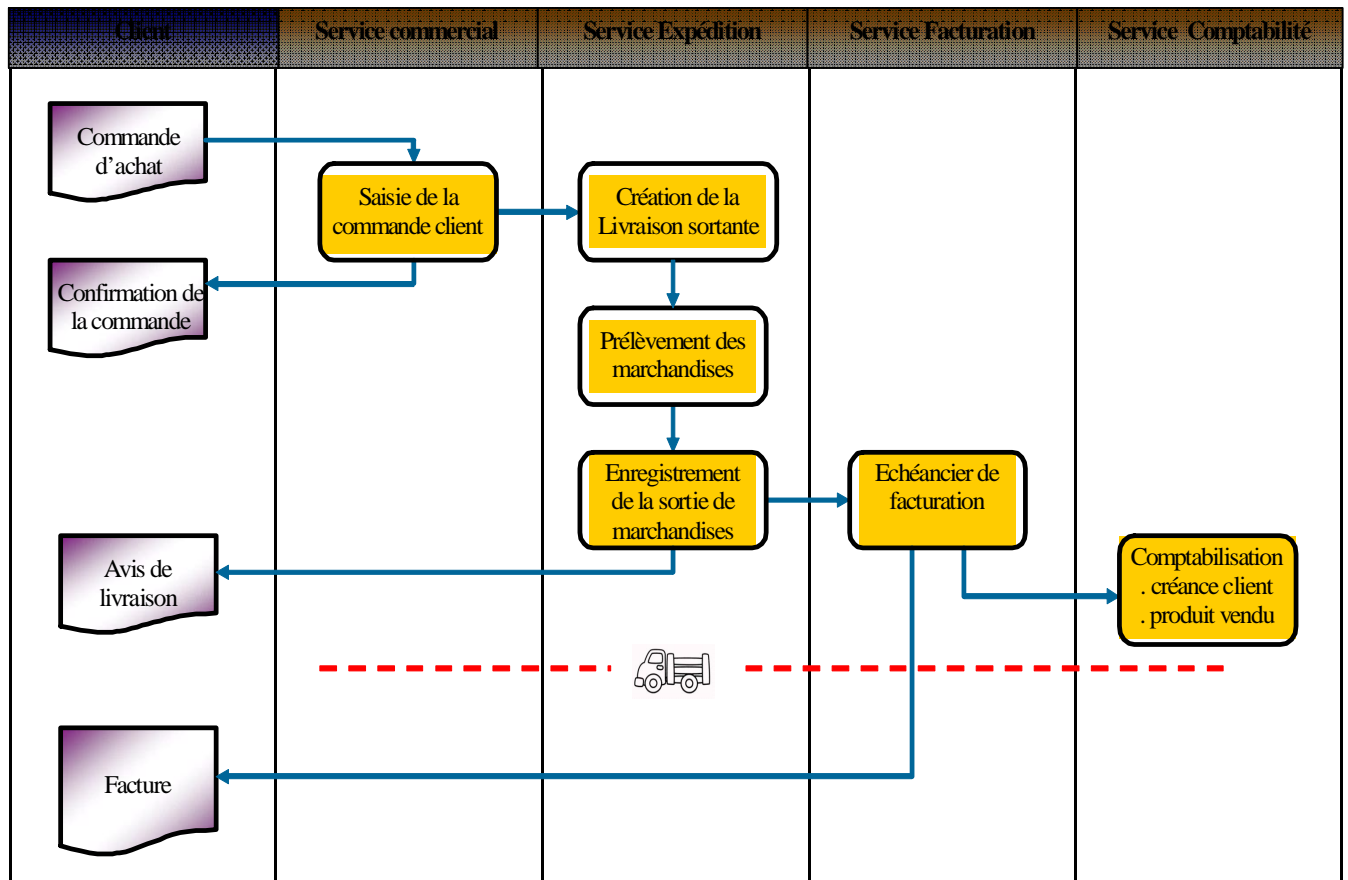 Client
Service commercial
Service Expédition
Service Facturation
Service Comptabilité
Commande
d’achat
Saisie de la
commande client
Création de la
Livraison sortante
Confirmation de
la commande
Prélèvement des
marchandises
Enregistrement
de la sortie de
marchandises
Echéancier de
facturation
Avis de
livraison
Comptabilisation
. créance client
. produit vendu
Facture